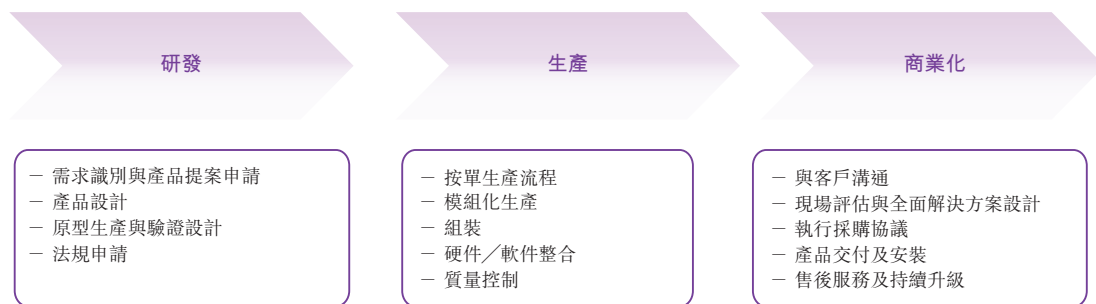 研發
生產
商業化
— 需求識別與產品提案申請
— 產品設計
— 原型生產與驗證設計
— 法規申請
— 按單生產流程
— 模組化生產
— 組裝
— 硬件／軟件整合
— 質量控制
— 與客戶溝通
— 現場評估與全面解決方案設計
— 執行採購協議
— 產品交付及安裝
— 售後服務及持續升級